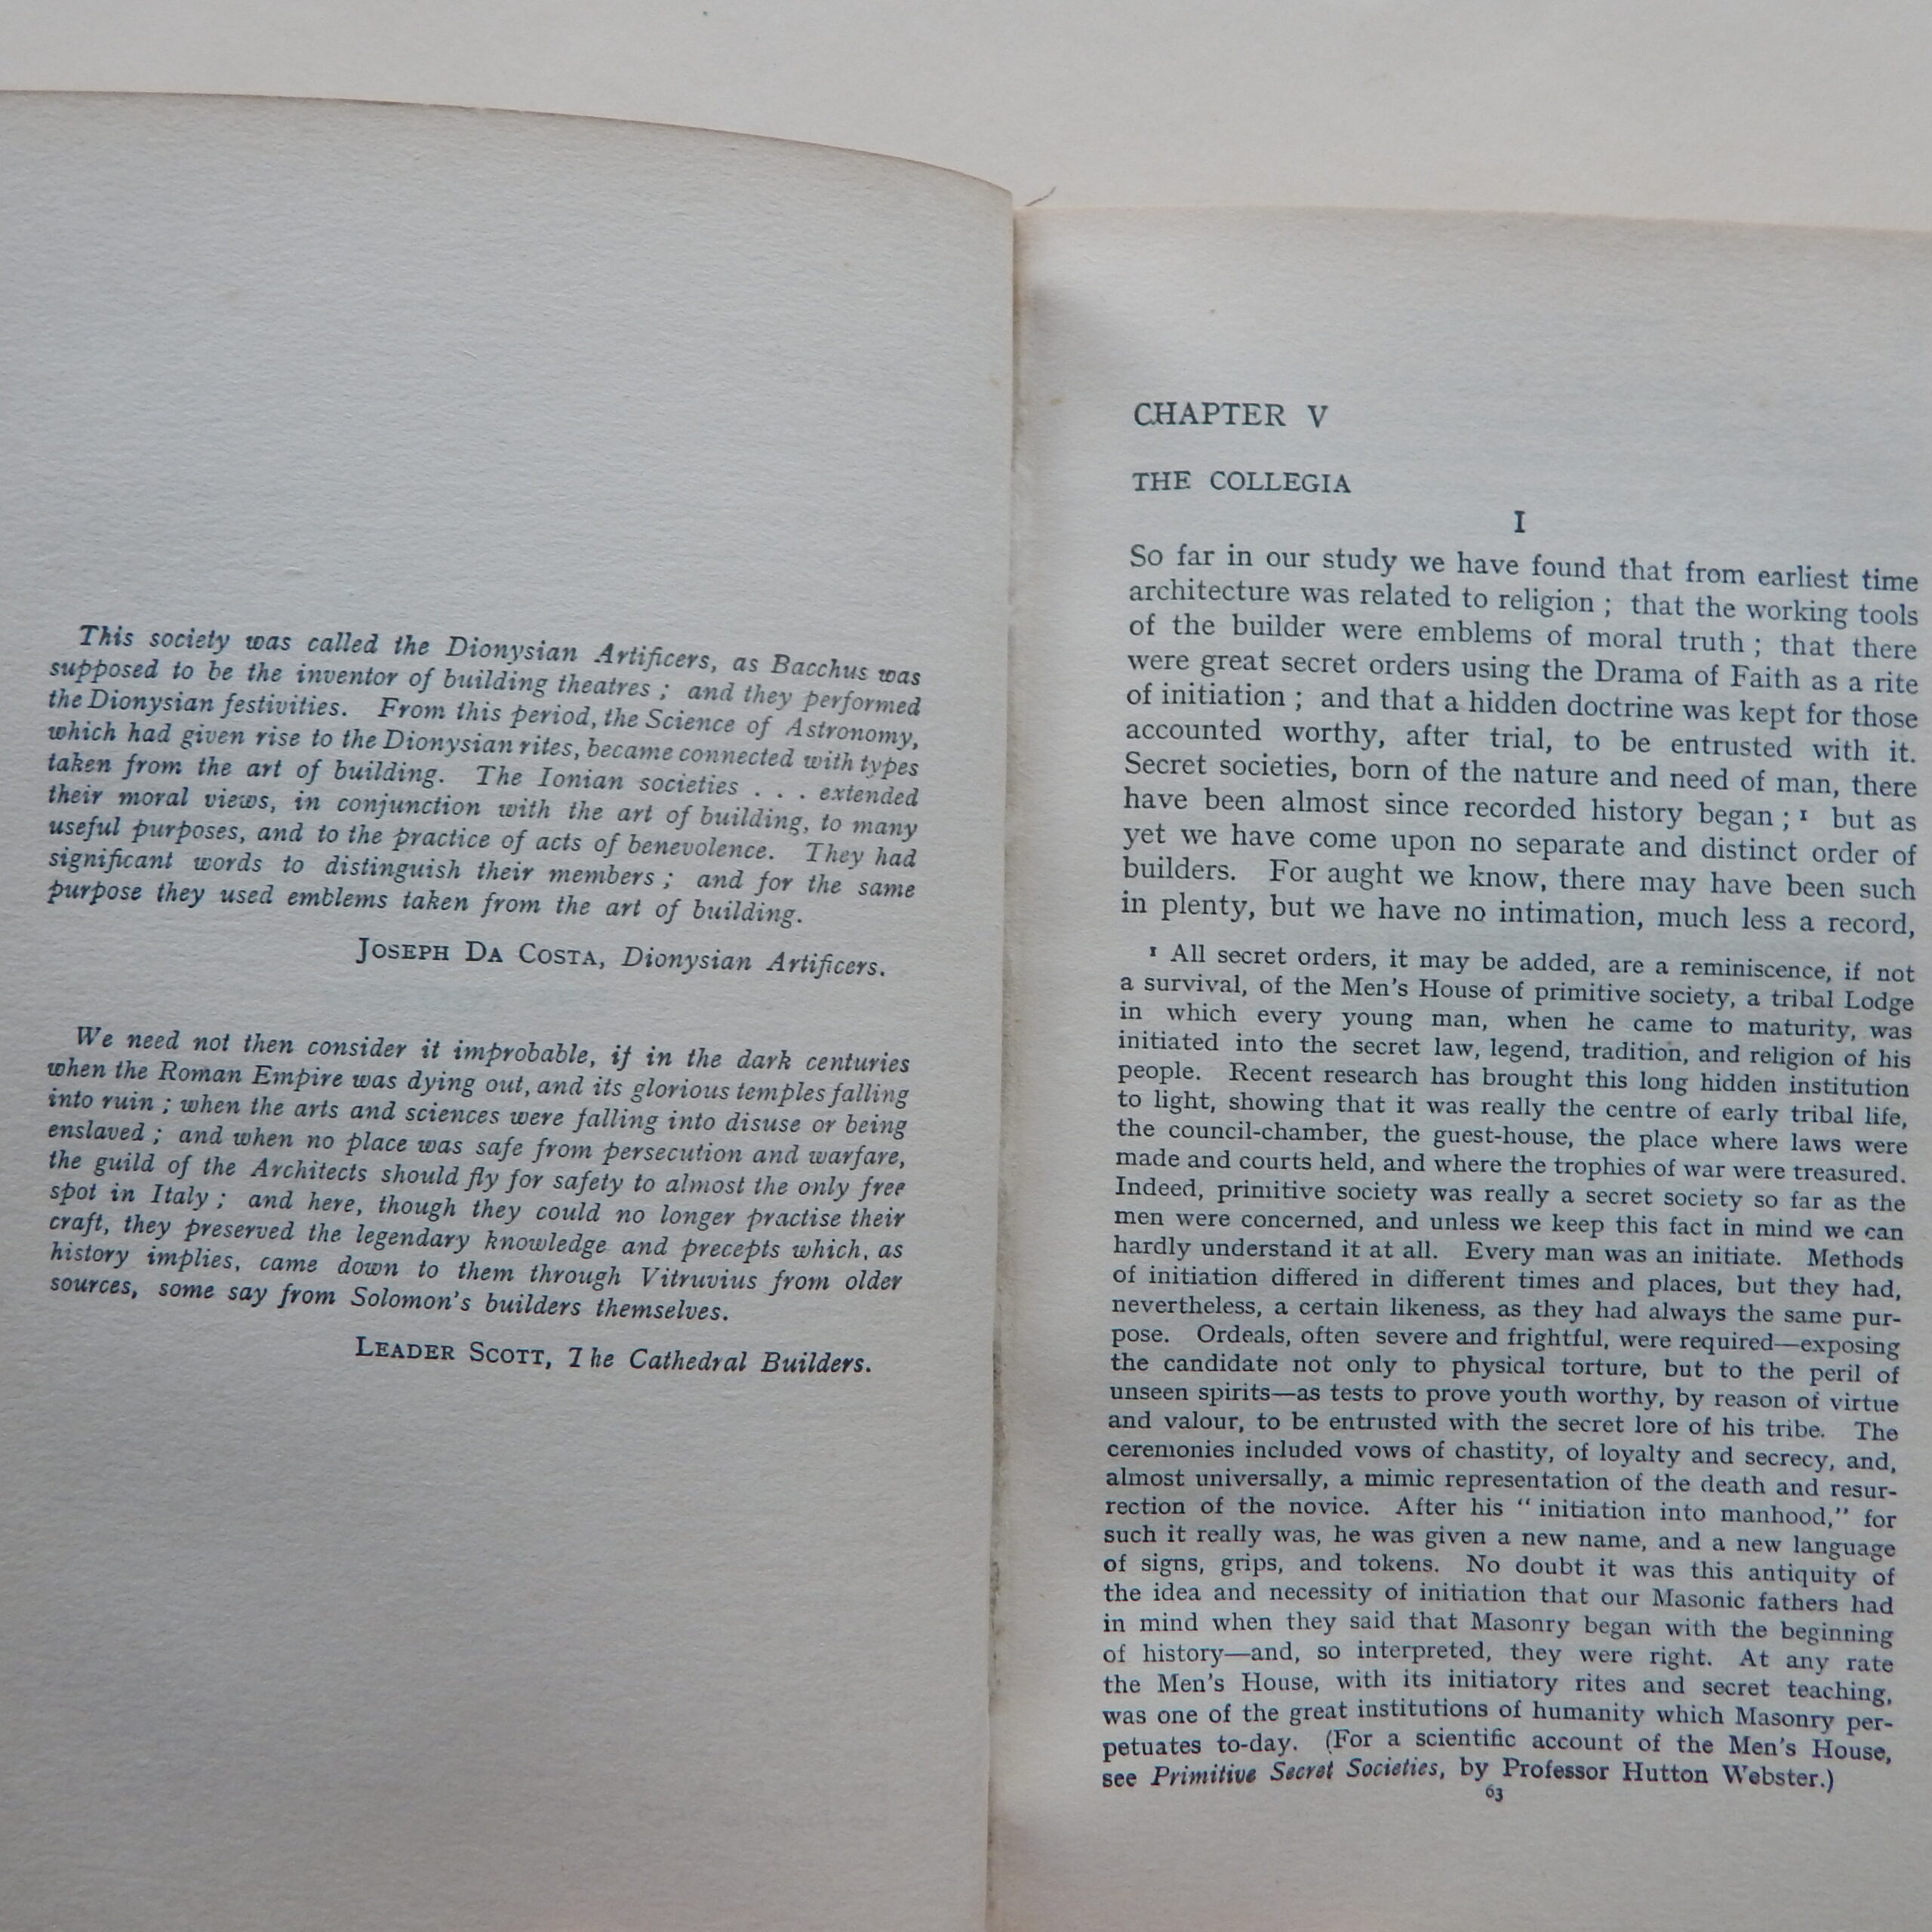 This society was called the Dionysian Artificers, as Bacchus was
supposed to be the inventor of building theatres ; and they performed
the Dionysian festivities. From this period, the Science of Astronomy,
which had given rise to the Dionysian rites, became connected with types
taken from the art of building. The Ionian societies . . . extended
their moral views, in conjunction with the art of building, to many
useful purposes, and to the practice of acts of benevolence. They had
significant words to distinguish their members ; and for the same
purpose they used emblems taken from the art of building.
JOSEPH DA COSTA, Dionysian Artificers.
We need not then consider it improbable, if in the dark centuries
when the Roman Empire was dying out, and its glorious temples falling
into ruin ; when the arts and sciences were falling into disuse or being
enslaved ; and when no place was safe from persecution and warfare,
the guild of the Architects should fly for safety to almost the only free
spot in Italy ; and here, though they could no longer practise their
craft, they preserved the legendary knowledge and precepts which, as
history implies, came down to them through Vitruvius from older
sources, some say from Solomon's builders themselves.
LEADER SCOTT, The Cathedral Builders.
CHAPTER V
THE COLLEGIA
I
So far in our study we have found that from earliest time
architecture was related to religion ; that the working tools
of the builder were emblems of moral truth ; that there
were great secret orders using the Drama of Faith as a rite
of initiation ; and that a hidden doctrine was kept for those
accounted worthy, after trial, to be entrusted with it.
Secret societies, born of the nature and need of man, there
have been almost since recorded history began ; ¹ but as
yet we have come upon no separate and distinct order of
builders. For aught we know, there may have been such
in plenty, but we have no intimation, much less a record,
¹ All secret orders, it may be added, are a reminiscence, if not
a survival, of the Men's House of primitive society, a tribal Lodge
in which every young man, when he came to maturity, was
initiated into the secret law, legend, tradition, and religion of his
people. Recent research has brought this long hidden institution
to light, showing that it was really the centre of early tribal life,
the council-chamber, the guest-house, the place where laws were
made and courts held, and where the trophies of war were treasured.
Indeed, primitive society was really a secret society so far as the
men were concerned, and unless we keep this fact in mind we can
hardly understand it at all. Every man was an initiate. Methods
of initiation differed in different times and places, but they had,
nevertheless, a certain likeness, as they had always the same pur-
pose. Ordeals, often severe and frightful, were required—exposing
the candidate not only to physical torture, but to the peril of
unseen spirits—as tests to prove youth worthy, by reason of virtue
and valour, to be entrusted with the secret lore of his tribe. The
ceremonies included vows of chastity, of loyalty and secrecy, and,
almost universally, a mimic representation of the death and resur-
rection of the novice. After his “ initiation into manhood,” for
such it really was, he was given a new name, and a new language
of signs, grips, and tokens. No doubt it was this antiquity of
the idea and necessity of initiation that our Masonic fathers had
in mind when they said that Masonry began with the beginning
of history—and, so interpreted, they were right. At any rate
the Men's House, with its initiatory rites and secret teaching,
was one of the great institutions of humanity which Masonry per-
petuates to-day. (For a scientific account of the Men's House,
see Primitive Secret Societies, by Professor Hutton Webster.)
63